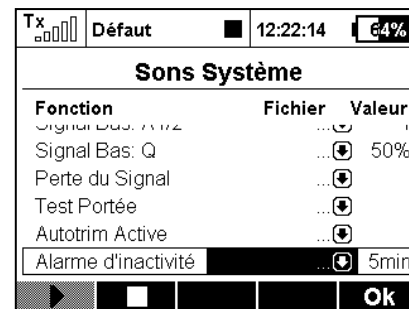 Tx Défaut 12:22:14 64%
Sons Système
Fonction Fichier Valeur
Signal Bas: Q ... 50%
Perte du Signal ...
Test Portée ...
Autotrim Active ...
Alarme d'inactivité ... 5min
Ok